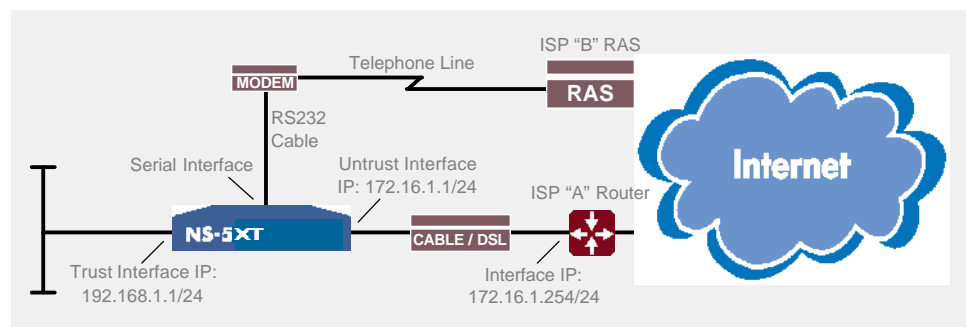 ISP “B” RAS
Telephone Line
MODEM
RAS
RS232
Cable
Internet
Serial Interface
Untrust Interface
IP: 172.16.1.1/24
ISP “A” Router
NS-5XT
CABLE / DSL
Trust Interface IP:
192.168.1.1/24
Interface IP:
172.16.1.254/24